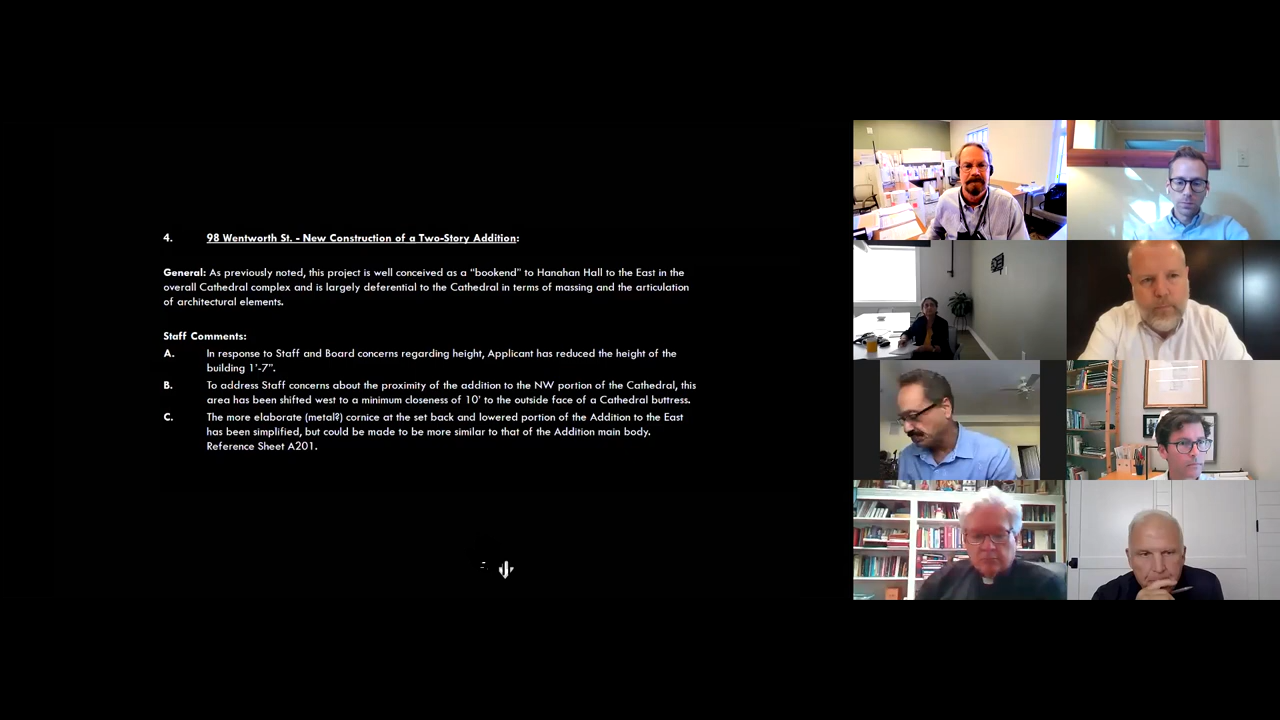 4. 98 Wentworth St. - New Construction of a Two-Story Addition:
General: As previously noted, this project is well conceived as a "bookend" to Hanahan Hall to the East in the
overall Cathedral complex and is largely deferential to the Cathedral in terms of massing and the articulation
of architectural elements.
Staff Comments:
A. In response to Staff and Board concerns regarding height, Applicant has reduced the height of the
building 1'-7".
B. To address Staff concerns about the proximity of the addition to the NW portion of the Cathedral, this
area has been shifted west to a minimum closeness of 10' to the outside face of a Cathedral buttress.
C. The more elaborate (metal?) cornice at the set back and lowered portion of the Addition to the East
has been simplified, but could be made to be more similar to that of the Addition main body.
Reference Sheet A201.